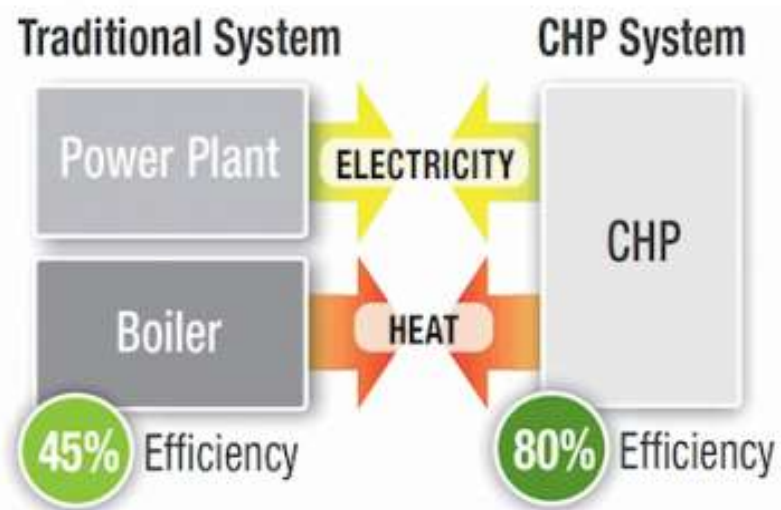 Traditional System
CHP System
Power Plant
ELECTRICITY
CHP
Boiler
HEAT
45% Efficiency
80% Efficiency